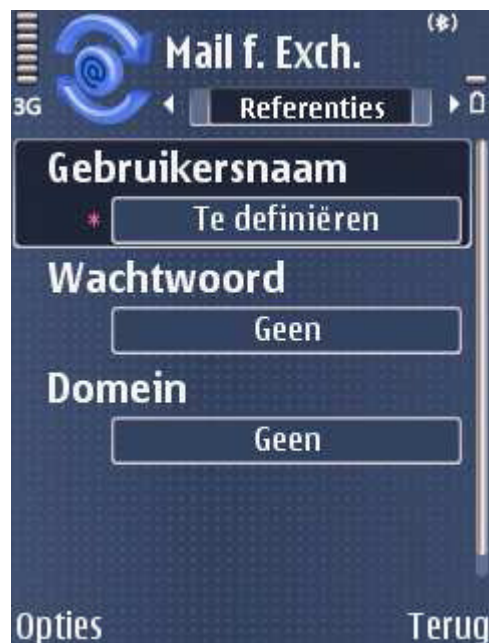 Mail f. Exch.
3G
Referenties
Gebruikersnaam
* Te definiëren
Wachtwoord
Geen
Domein
Geen
Opties Terug